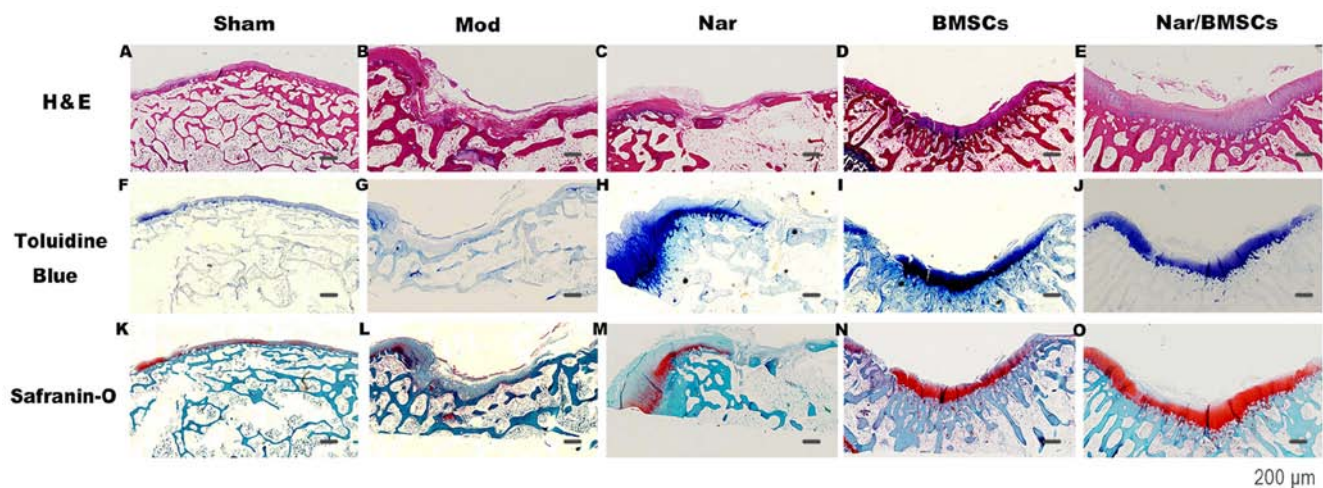 Sham Mod Nar BMSCs Nar/BMSCs
A B C D E
H & E
F G H I J
Toluidine
Blue
K L M N O
Safranin-O
200 µm